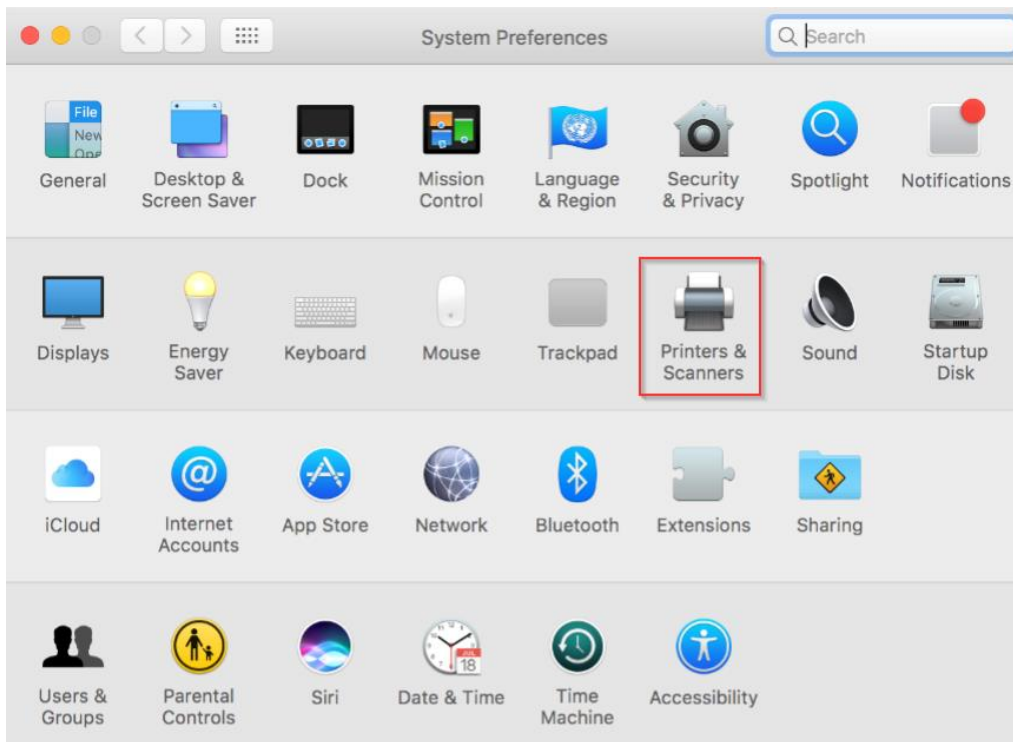 System Preferences
Search
File
New
Ope
General
Desktop &
Screen Saver
Dock
Mission
Control
Language
& Region
Security
& Privacy
Spotlight
Notifications
Displays
Energy
Saver
Keyboard
Mouse
Trackpad
Printers &
Scanners
Sound
Startup
Disk
iCloud
Internet
Accounts
App Store
Network
Bluetooth
Extensions
Sharing
JUL
18
Users &
Groups
Parental
Controls
Siri
Date & Time
Time
Machine
Accessibility